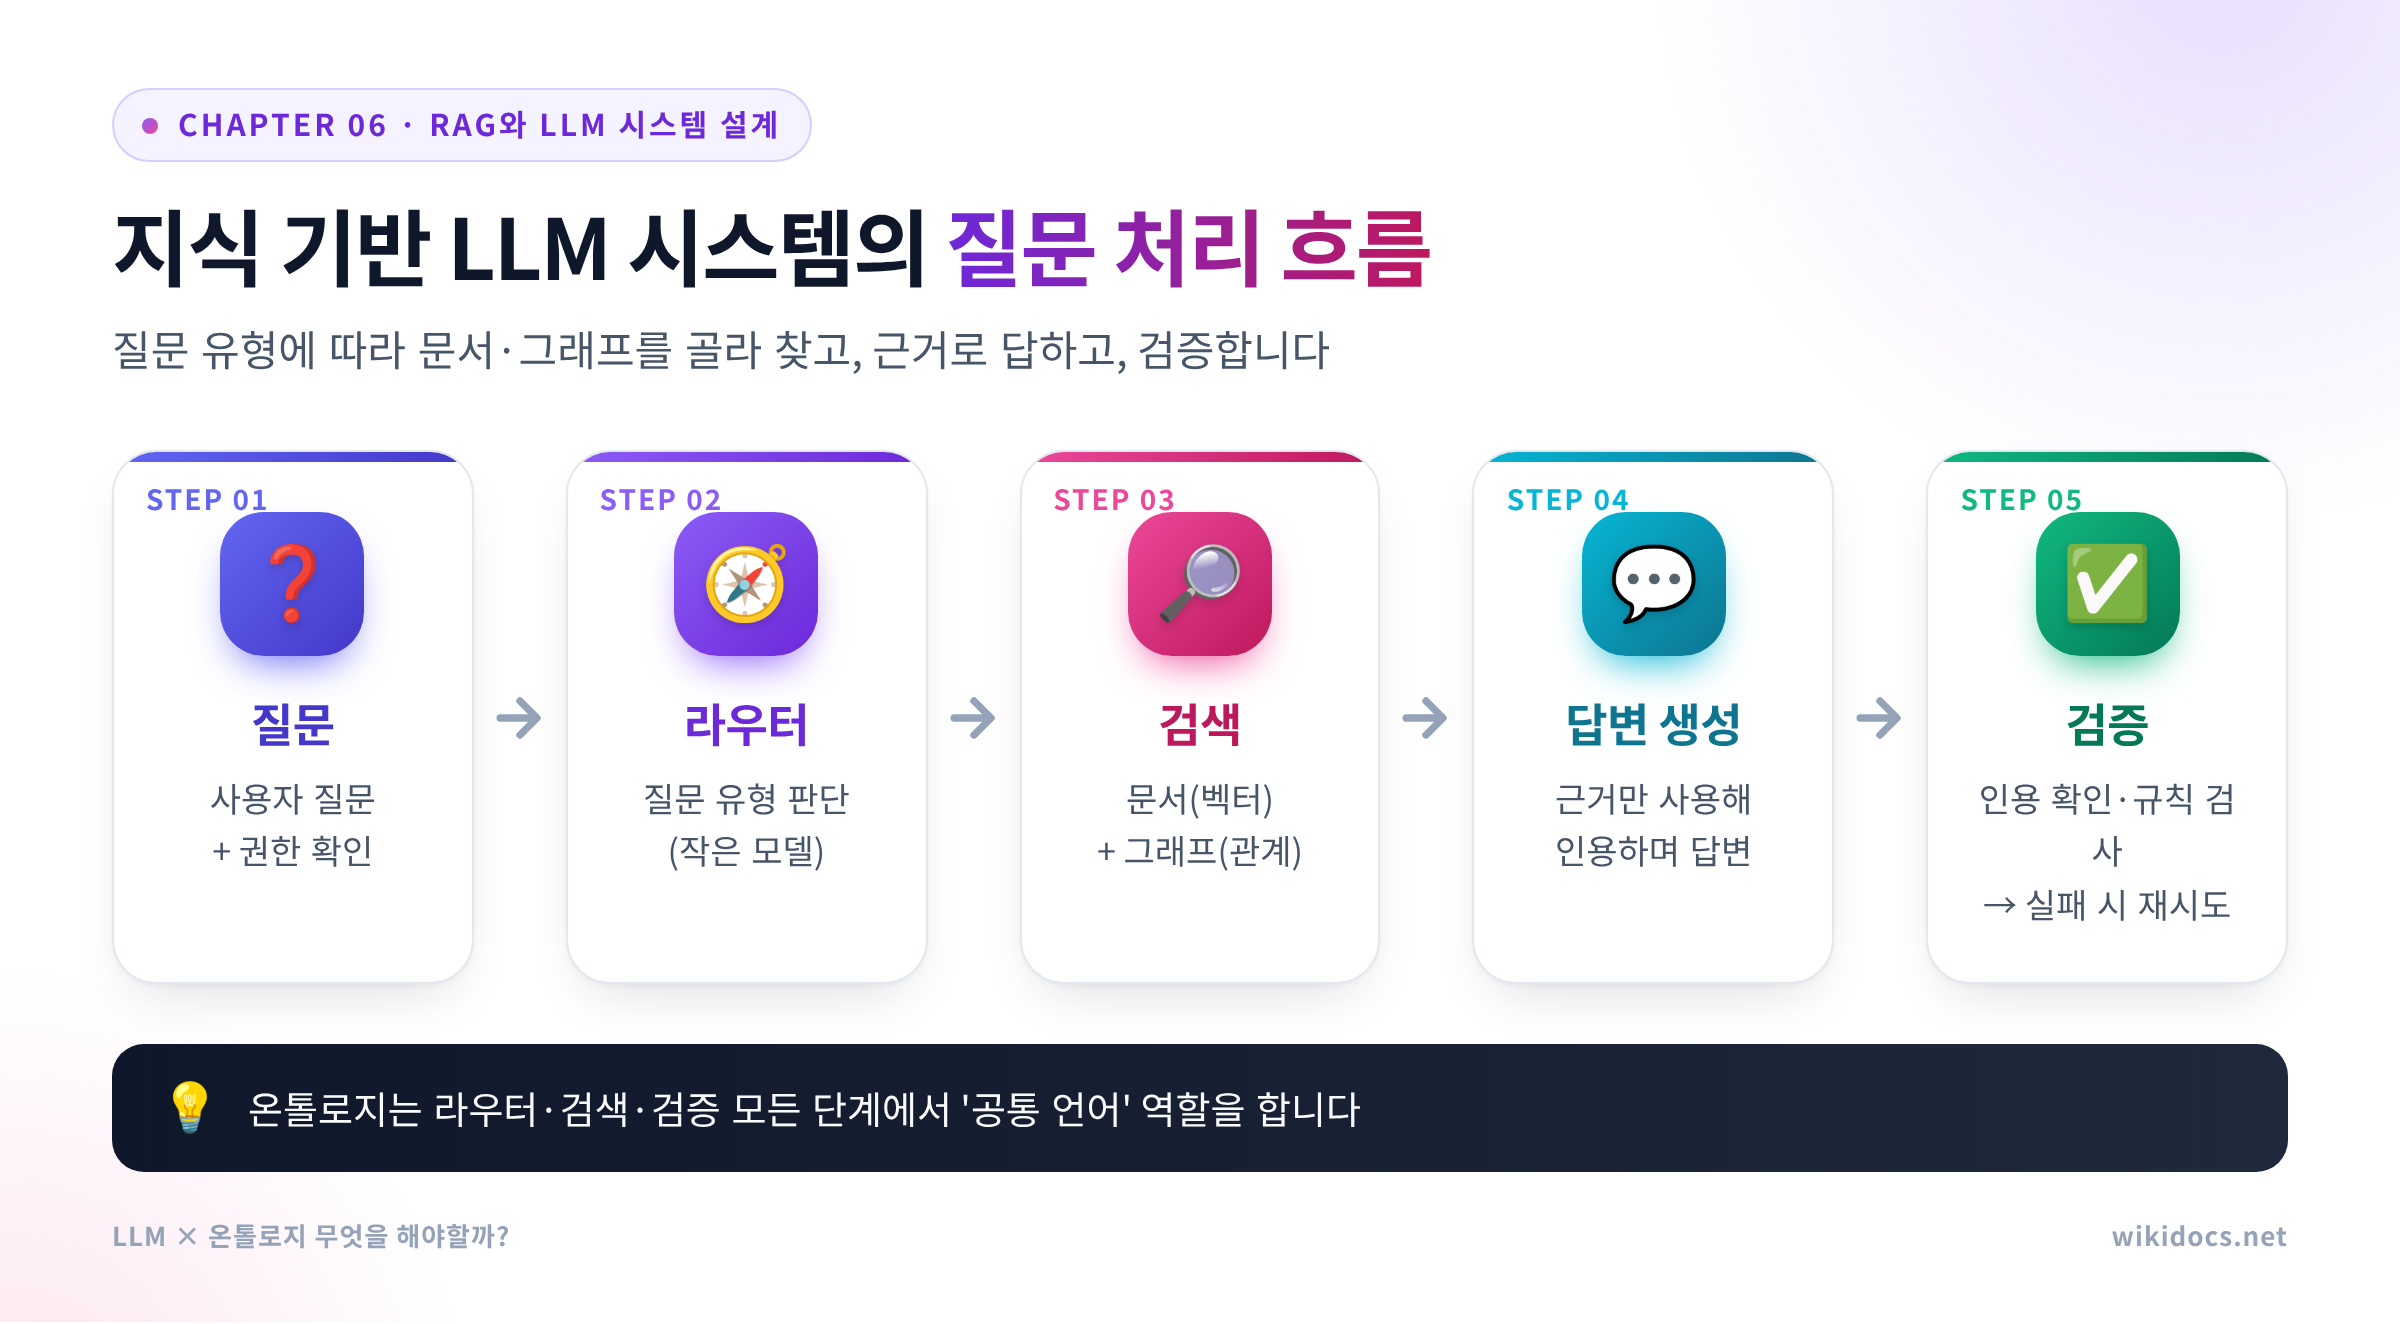 CHAPTER 06 · RAG와 LLM 시스템 설계
지식 기반 LLM 시스템의 질문 처리 흐름
질문 유형에 따라 문서·그래프를 골라 찾고, 근거로 답하고, 검증합니다
STEP 01
질문
사용자 질문
+ 권한 확인
STEP 02
라우터
질문 유형 판단
(작은 모델)
STEP 03
검색
문서(벡터)
+ 그래프(관계)
STEP 04
답변 생성
근거만 사용해
인용하며 답변
STEP 05
검증
인용 확인·규칙 검
사
→ 실패 시 재시도
온톨로지는 라우터·검색·검증 모든 단계에서 '공통 언어' 역할을 합니다
LLM × 온톨로지 무엇을 해야할까?
wikidocs.net